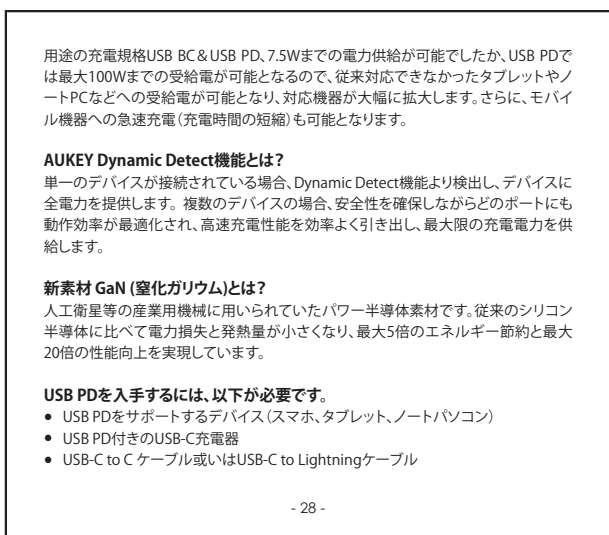 用途の充電規格USB BC＆USB PD、7.5Wまでの電力供給が可能でしたか、USB PDで
は最大100Wまでの受給電が可能となるので、従来対応できなかったタブレットやノ
ートPCなどへの受給電が可能となり、対応機器が大幅に拡大します。さらに、モバイ
ル機器への急速充電（充電時間の短縮）も可能となります。
AUKEY Dynamic Detect機能とは？
単一のデバイスが接続されている場合、Dynamic Detect機能より検出し、デバイスに
全電力を提供します。 複数のデバイスの場合、安全性を確保しながらどのポートにも
動作効率が最適化され、高速充電性能を効率よく引き出し、最大限の充電電力を供
給します。
新素材 GaN (窒化ガリウム)とは？
人工衛星等の産業用機械に用いられていたパワー半導体素材です。従来のシリコン
半導体に比べて電力損失と発熱量が小さくなり、最大5倍のエネルギー節約と最大
20倍の性能向上を実現しています。
USB PDを入手するには、以下が必要です。
● USB PDをサポートするデバイス（スマホ、タブレット、ノートパソコン）
● USB PD付きのUSB-C充電器
● USB-C to C ケーブル或いはUSB-C to Lightningケーブル
- 28 -